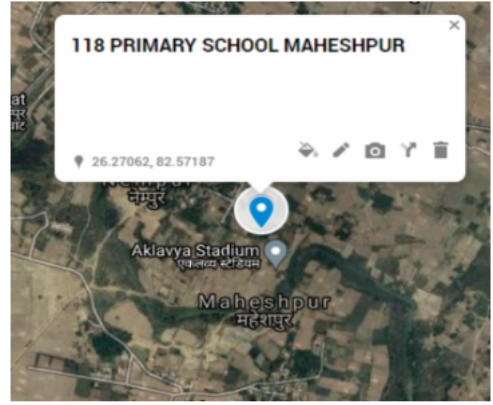 118 PRIMARY SCHOOL MAHESHPUR
26.27062, 82.57187
नेमपुर
Aklavya Stadium
एकलव्य स्टेडियम
Maheshpur
महेशपुर